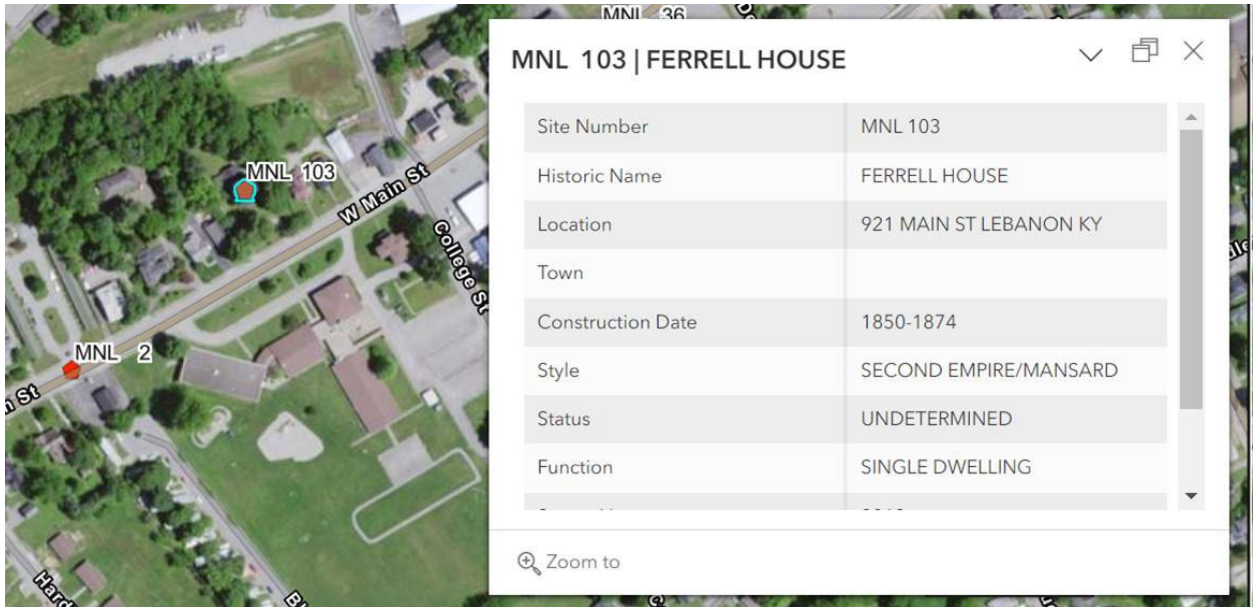 MNL 36
MNL 103
W Main St
College St
MNL 2
n St
MNL 103 | FERRELL HOUSE
Site Number MNL 103
Historic Name FERRELL HOUSE
Location 921 MAIN ST LEBANON KY
Town
Construction Date 1850-1874
Style SECOND EMPIRE/MANSARD
Status UNDETERMINED
Function SINGLE DWELLING
Zoom to